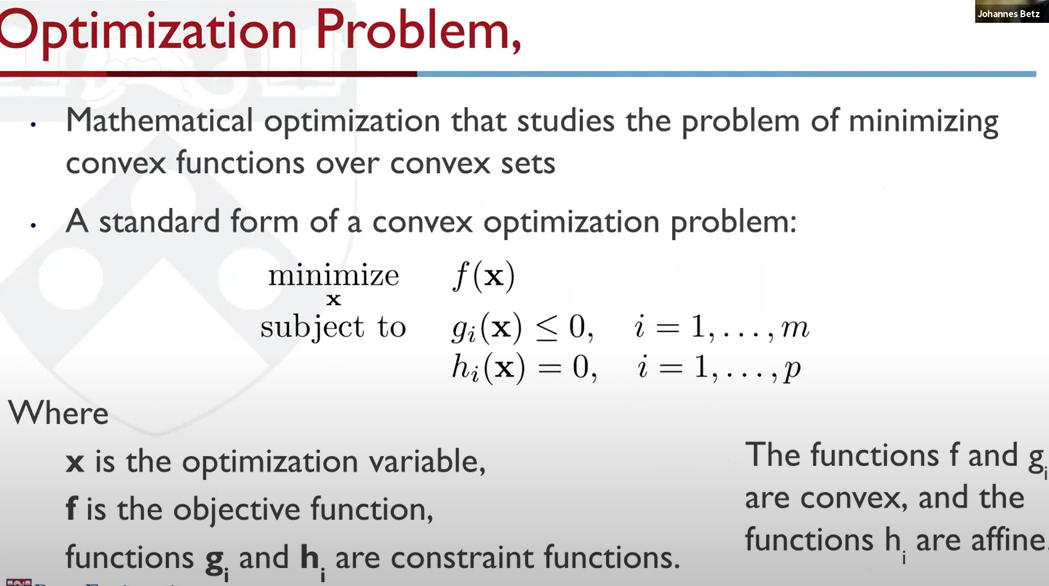 Johannes Betz
Optimization Problem,
· Mathematical optimization that studies the problem of minimizing
convex functions over convex sets
· A standard form of a convex optimization problem:
minimize f(x)
x
subject to gᵢ(x) ≤ 0, i = 1, . . . , m
hᵢ(x) = 0, i = 1, . . . , p
Where
x is the optimization variable,
f is the objective function,
functions gᵢ and hᵢ are constraint functions.
The functions f and gᵢ
are convex, and the
functions hᵢ are affine.